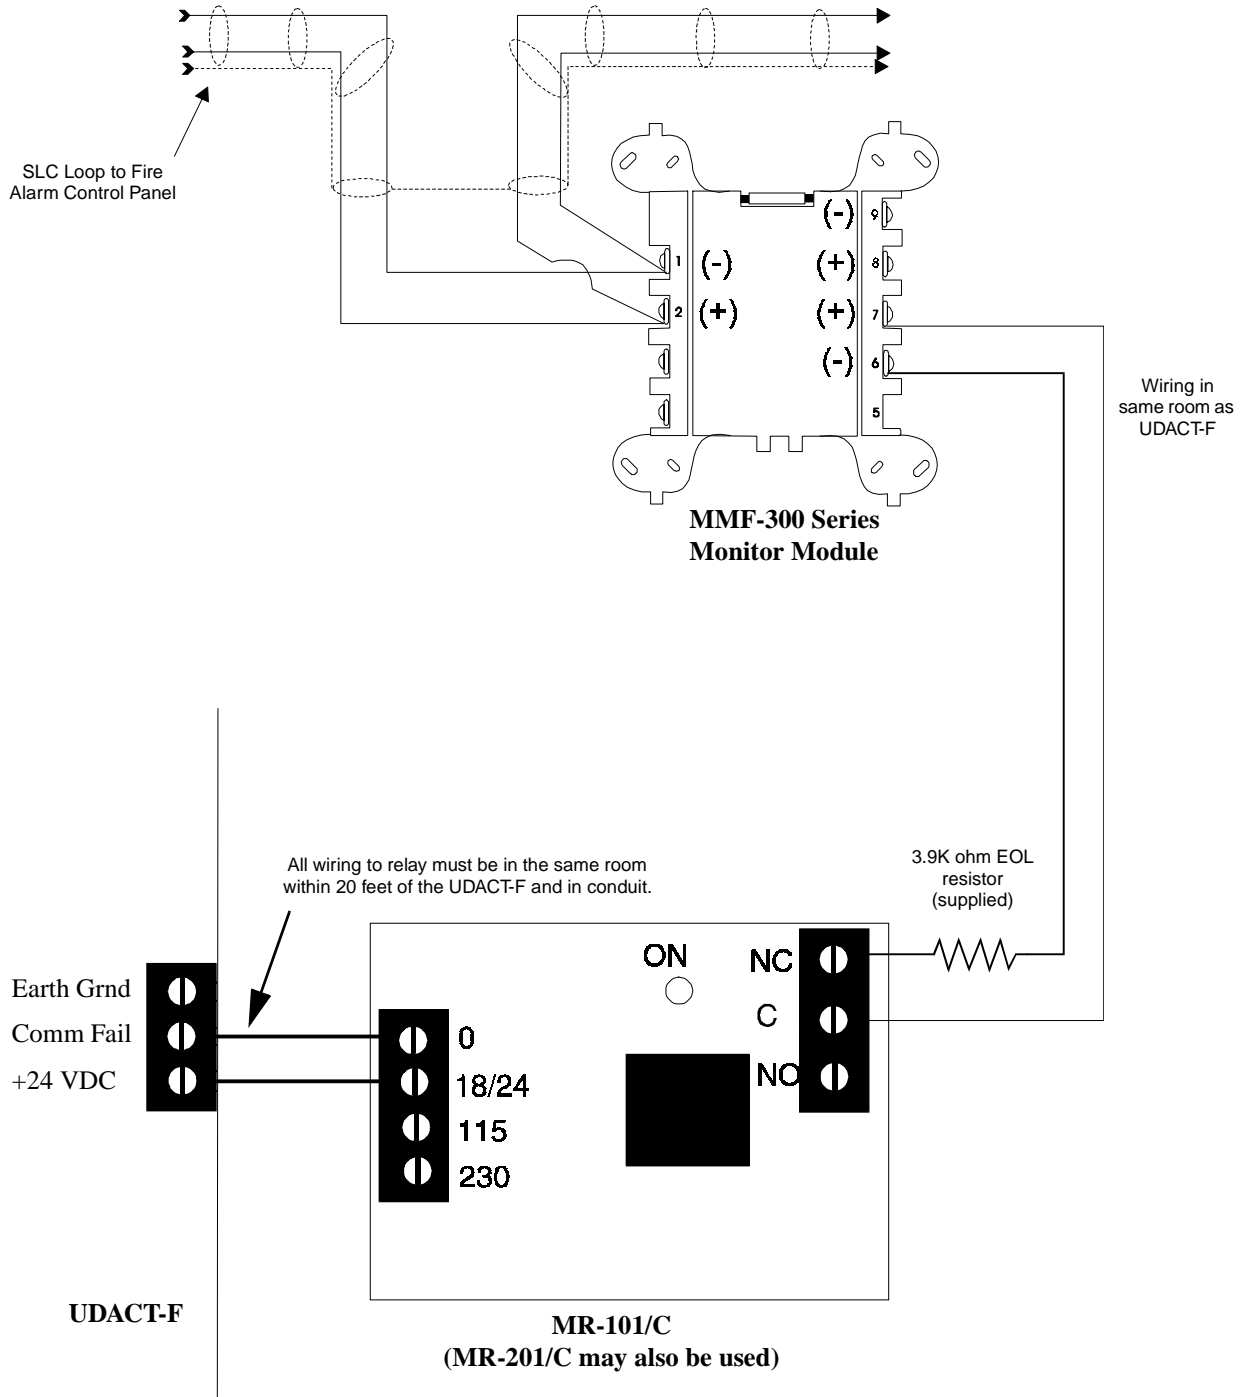 SLC Loop to Fire
Alarm Control Panel
(-) 9
1 (-) (+) 8
2 (+) (+) 7
(-) 6
5
Wiring in
same room as
UDACT-F
MMF-300 Series
Monitor Module
All wiring to relay must be in the same room
within 20 feet of the UDACT-F and in conduit.
3.9K ohm EOL
resistor
(supplied)
Earth Grnd
Comm Fail
+24 VDC
ON
NC
C
NO
0
18/24
115
230
UDACT-F
MR-101/C
(MR-201/C may also be used)